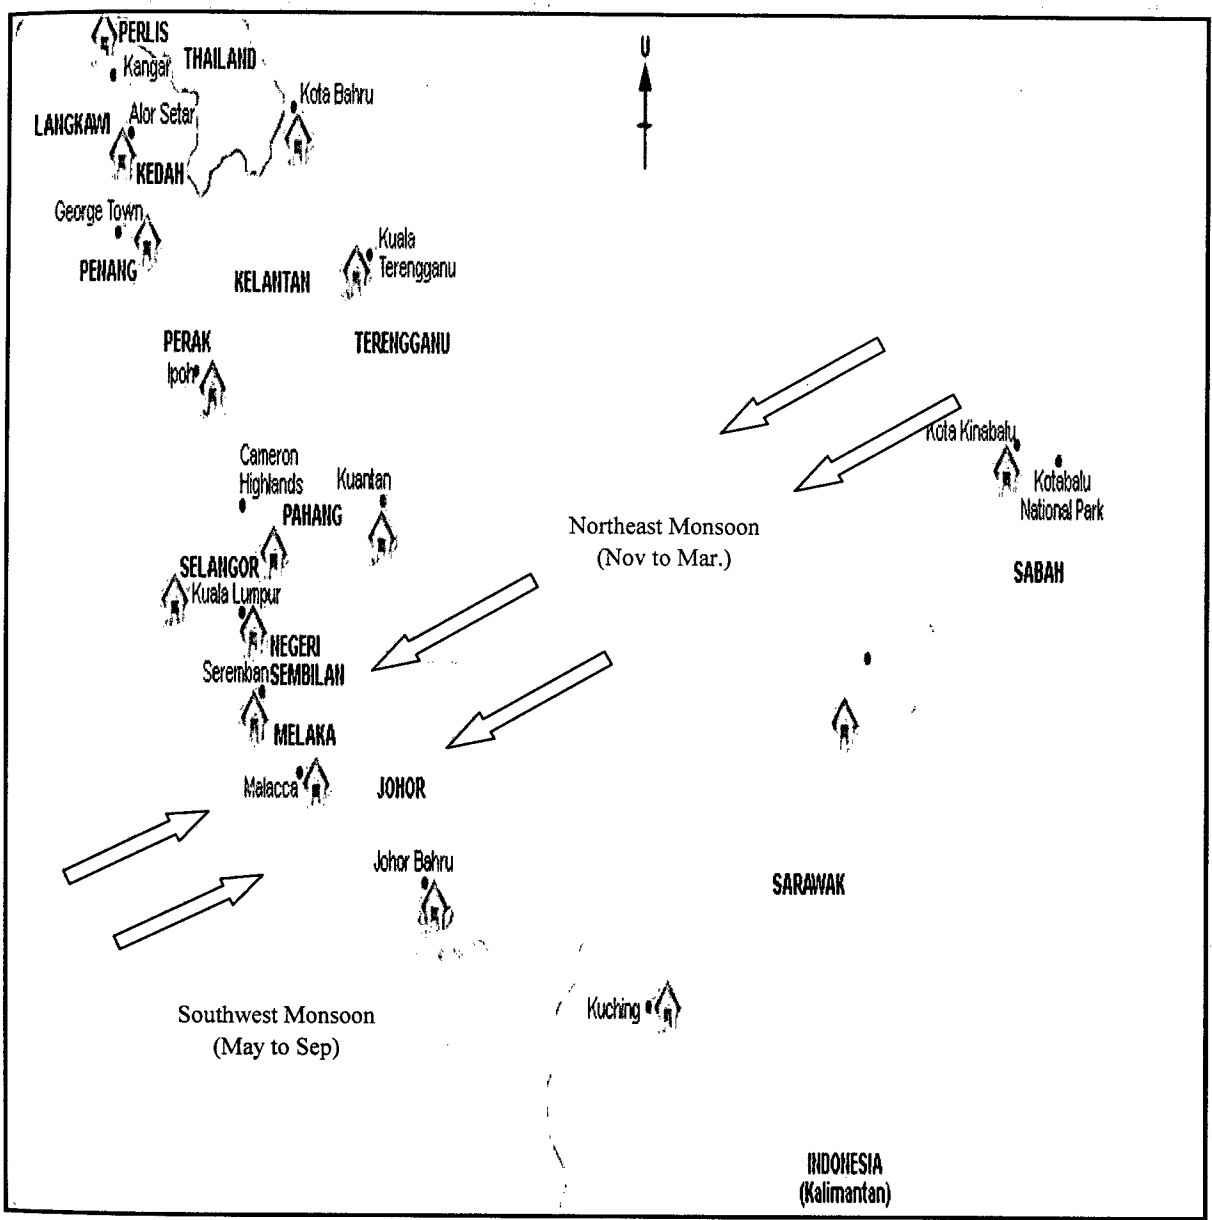 PERLIS
THAILAND
Kangar
Kota Bahru
U
LANGKAWI
Alor Setar
KEDAH
George Town
PENANG
KELANTAN
Kuala
Terengganu
PERAK
Ipoh
TERENGGANU
Kota Kinabalu
Kotabalu
National Park
Cameron
Highlands
Kuantan
PAHANG
Northeast Monsoon
(Nov to Mar.)
SABAH
SELANGOR
Kuala Lumpur
NEGERI
SEMBILAN
Seremban
MELAKA
Malacca
JOHOR
Johor Bahru
SARAWAK
Kuching
Southwest Monsoon
(May to Sep)
INDONESIA
(Kalimantan)